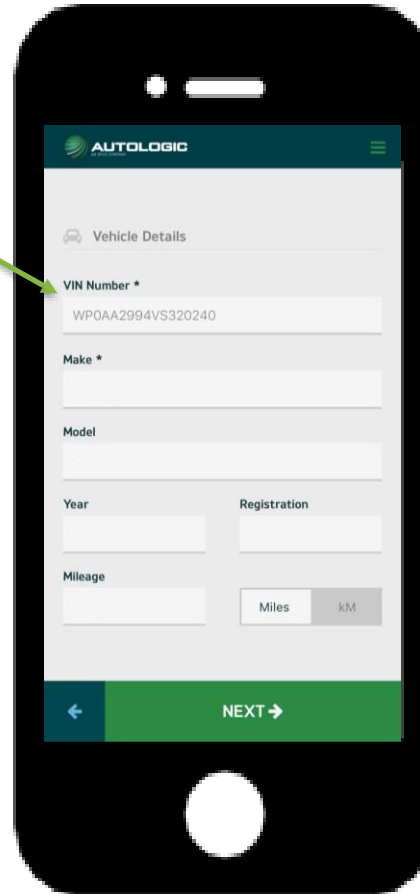 AUTOLOGIC
Vehicle Details
VIN Number *
WP0AA2994VS320240
Make *
Model
Year Registration
Mileage
Miles kM
NEXT